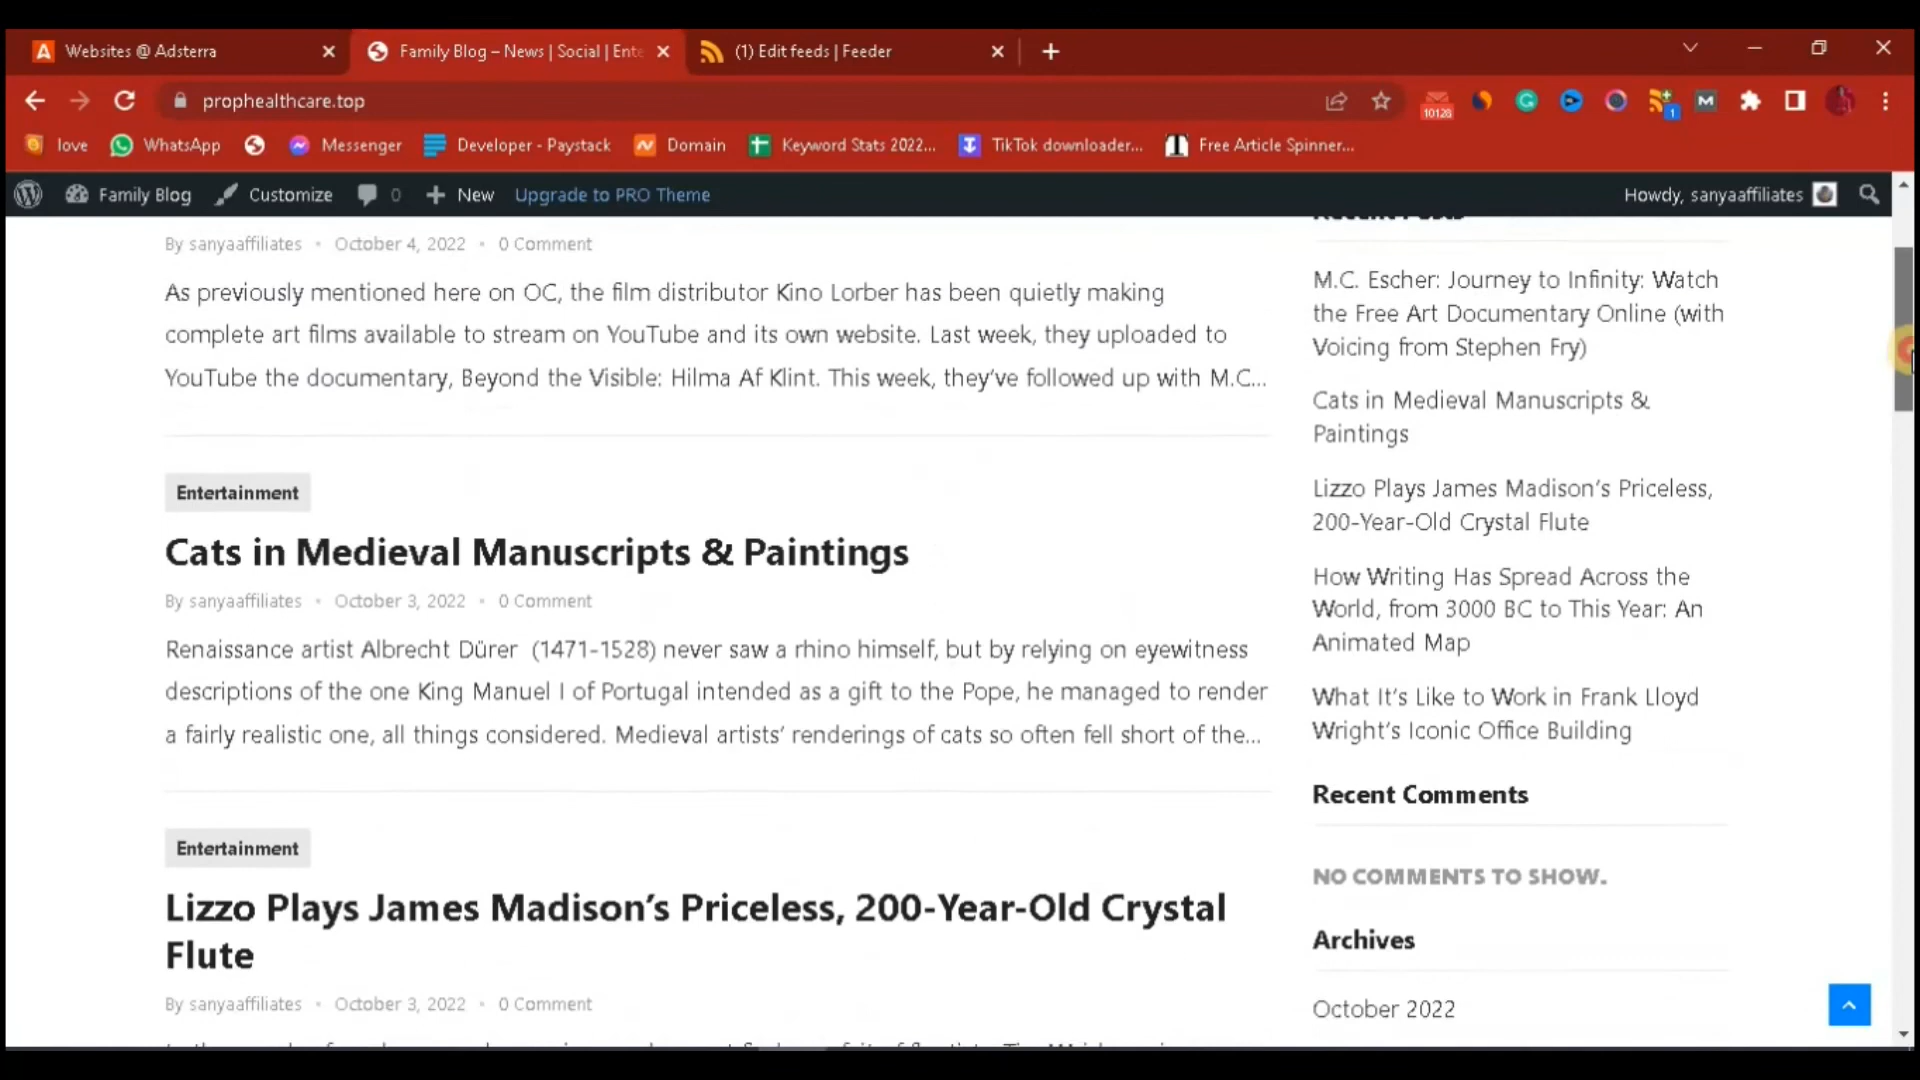 Websites @ Adsterra
Family Blog – News | Social | Ente
(1) Edit feeds | Feeder
prophealthcare.top
10128
1
love
WhatsApp
Messenger
Developer - Paystack
Domain
Keyword Stats 2022...
TikTok downloader...
Free Article Spinner...
Family Blog
Customize
0
New
Upgrade to PRO Theme
Howdy, sanyaaffiliates
By sanyaaffiliates • October 4, 2022 • 0 Comment
As previously mentioned here on OC, the film distributor Kino Lorber has been quietly making
complete art films available to stream on YouTube and its own website. Last week, they uploaded to
YouTube the documentary, Beyond the Visible: Hilma Af Klint. This week, they've followed up with M.C...
Entertainment
Cats in Medieval Manuscripts & Paintings
By sanyaaffiliates • October 3, 2022 • 0 Comment
Renaissance artist Albrecht Dürer (1471-1528) never saw a rhino himself, but by relying on eyewitness
descriptions of the one King Manuel I of Portugal intended as a gift to the Pope, he managed to render
a fairly realistic one, all things considered. Medieval artists' renderings of cats so often fell short of the...
Entertainment
Lizzo Plays James Madison's Priceless, 200-Year-Old Crystal
Flute
By sanyaaffiliates • October 3, 2022 • 0 Comment
Recent Posts
M.C. Escher: Journey to Infinity: Watch
the Free Art Documentary Online (with
Voicing from Stephen Fry)
Cats in Medieval Manuscripts &
Paintings
Lizzo Plays James Madison's Priceless,
200-Year-Old Crystal Flute
How Writing Has Spread Across the
World, from 3000 BC to This Year: An
Animated Map
What It's Like to Work in Frank Lloyd
Wright's Iconic Office Building
Recent Comments
NO COMMENTS TO SHOW.
Archives
October 2022